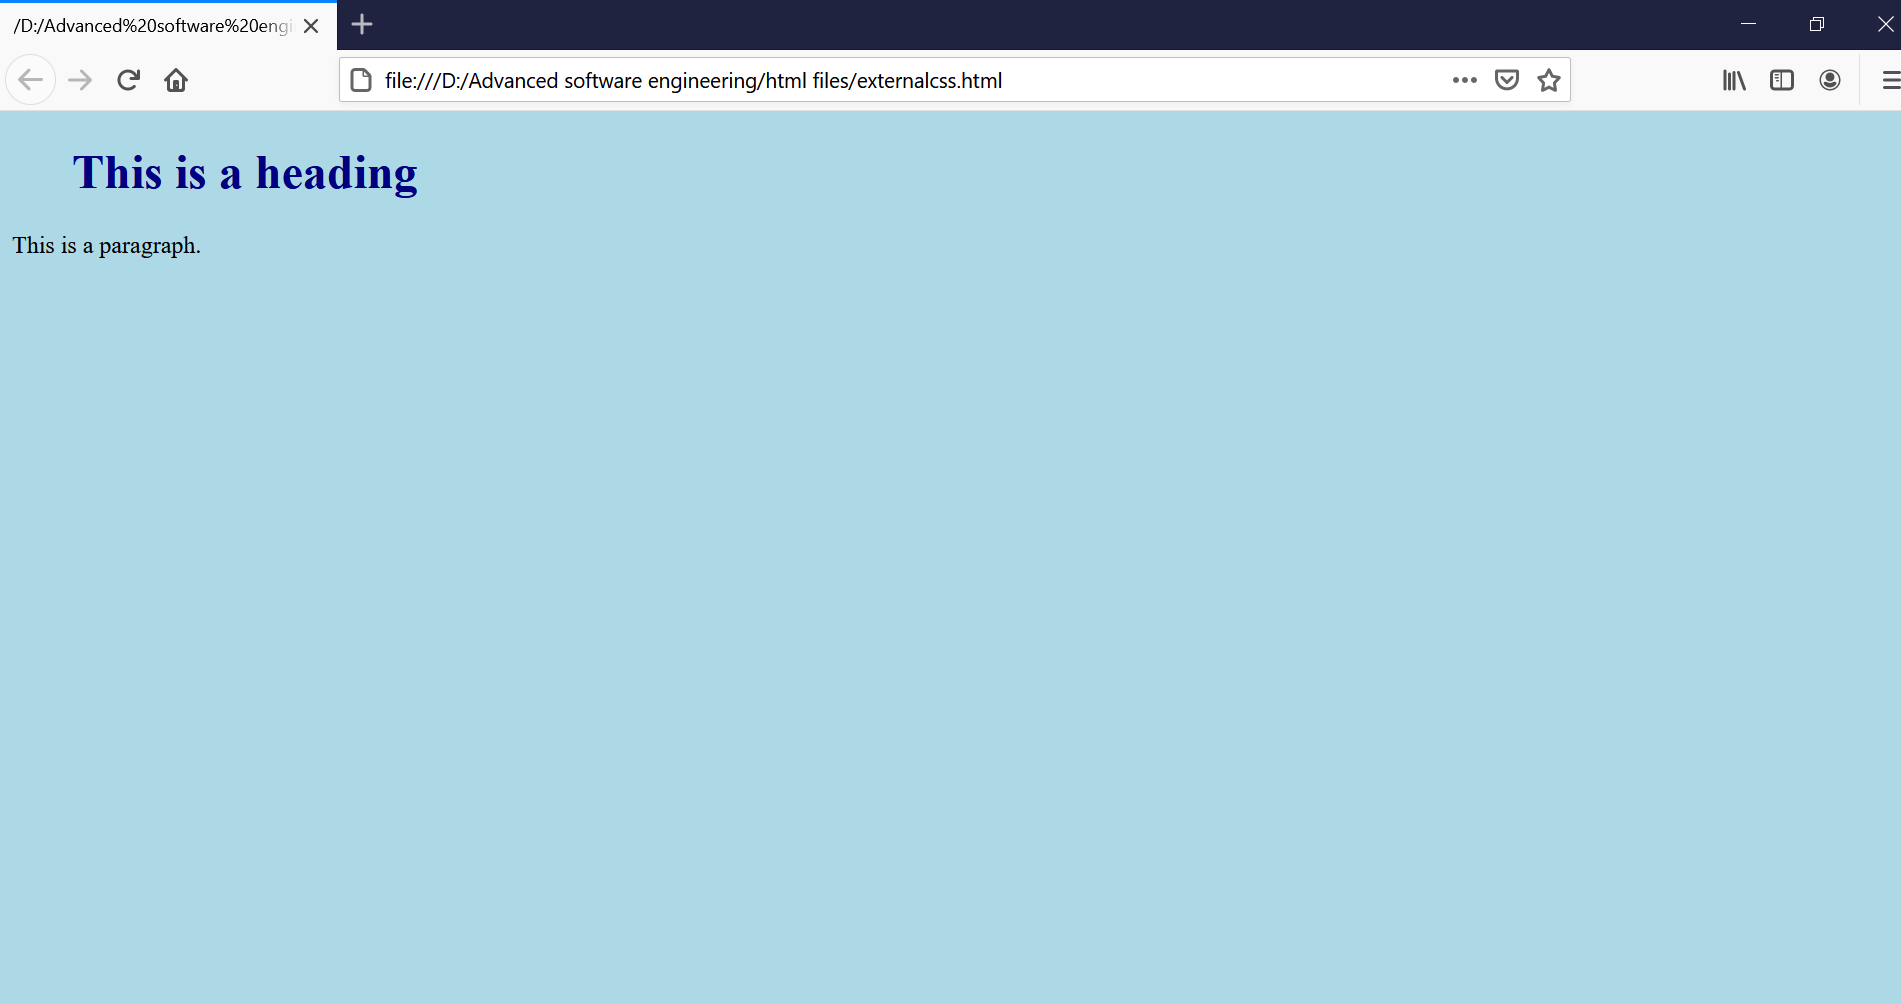 /D:/Advanced%20software%20engi
file:///D:/Advanced software engineering/html files/externalcss.html
This is a heading
This is a paragraph.